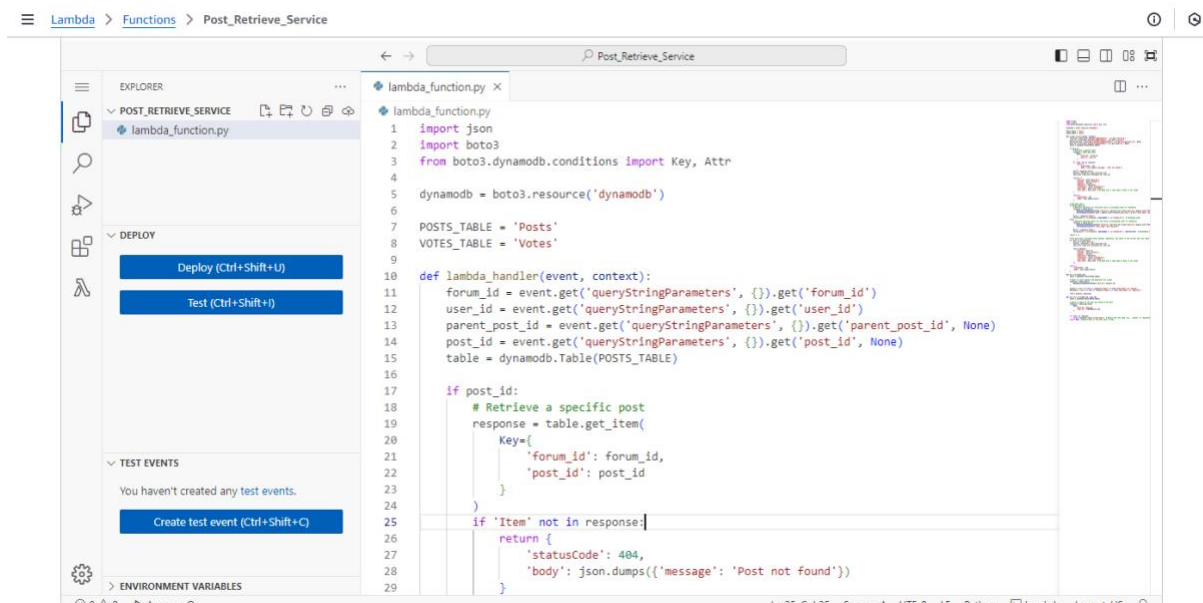 Lambda > Functions > Post_Retrieve_Service
Post_Retrieve_Service
EXPLORER
lambda_function.py
POST_RETRIEVE_SERVICE
lambda_function.py
lambda_function.py
DEPLOY
Deploy (Ctrl+Shift+U)
Test (Ctrl+Shift+I)
TEST EVENTS
You haven't created any test events.
Create test event (Ctrl+Shift+C)
ENVIRONMENT VARIABLES
1 import json
2 import boto3
3 from boto3.dynamodb.conditions import Key, Attr
4
5 dynamodb = boto3.resource('dynamodb')
6
7 POSTS_TABLE = 'Posts'
8 VOTES_TABLE = 'Votes'
9
10 def lambda_handler(event, context):
11 forum_id = event.get('queryStringParameters', {}).get('forum_id')
12 user_id = event.get('queryStringParameters', {}).get('user_id')
13 parent_post_id = event.get('queryStringParameters', {}).get('parent_post_id', None)
14 post_id = event.get('queryStringParameters', {}).get('post_id', None)
15 table = dynamodb.Table(POSTS_TABLE)
16
17 if post_id:
18 # Retrieve a specific post
19 response = table.get_item(
20 Key={
21 'forum_id': forum_id,
22 'post_id': post_id
23 }
24 )
25 if 'Item' not in response:
26 return {
27 'statusCode': 404,
28 'body': json.dumps({'message': 'Post not found'})
29 }